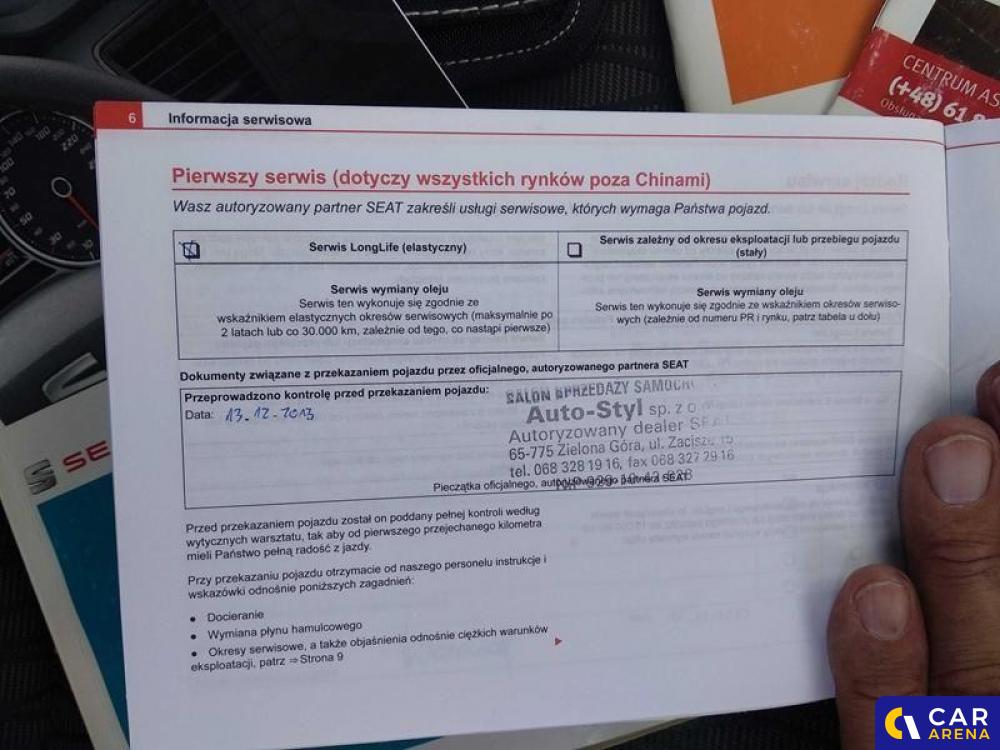 CENTRUM AS
(+48) 61 8
Obsług
6 Informacja serwisowa
Pierwszy serwis (dotyczy wszystkich rynków poza Chinami)
Wasz autoryzowany partner SEAT zakreśli usługi serwisowe, których wymaga Państwa pojazd.
Serwis LongLife (elastyczny)
Serwis wymiany oleju
Serwis ten wykonuje się zgodnie ze
wskaźnikiem elastycznych okresów serwisowych (maksymalnie po
2 latach lub co 30.000 km, zależnie od tego, co nastąpi pierwsze)
Serwis zależny od okresu eksploatacji lub przebiegu pojazdu
(stały)
Serwis wymiany oleju
Serwis ten wykonuje się zgodnie ze wskaźnikiem okresów serwiso-
wych (zależnie od numeru PR i rynku, patrz tabela u dołu)
Dokumenty związane z przekazaniem pojazdu przez oficjalnego, autoryzowanego partnera SEAT
Przeprowadzono kontrolę przed przekazaniem pojazdu:
Data: 13.12.2013
SALON SPRZEDAŻY SAMOCH
Auto-Styl sp. z o
Autoryzowany dealer SEA
65-775 Zielona Góra, ul. Zacisze 15
tel. 068 328 19 16, fax 068 327 29 16
Pieczątka oficjalnego, autoryzowanego partnera SEAT
Przed przekazaniem pojazdu został on poddany pełnej kontroli według
wytycznych warsztatu, tak aby od pierwszego przejechanego kilometra
mieli Państwo pełną radość z jazdy.
Przy przekazaniu pojazdu otrzymacie od naszego personelu instrukcje i
wskazówki odnośnie poniższych zagadnień:
• Docieranie
• Wymiana płynu hamulcowego
• Okresy serwisowe, a także objaśnienia odnośnie ciężkich warunków
eksploatacji, patrz ⇒ Strona 9
SE
CAR
ARENA